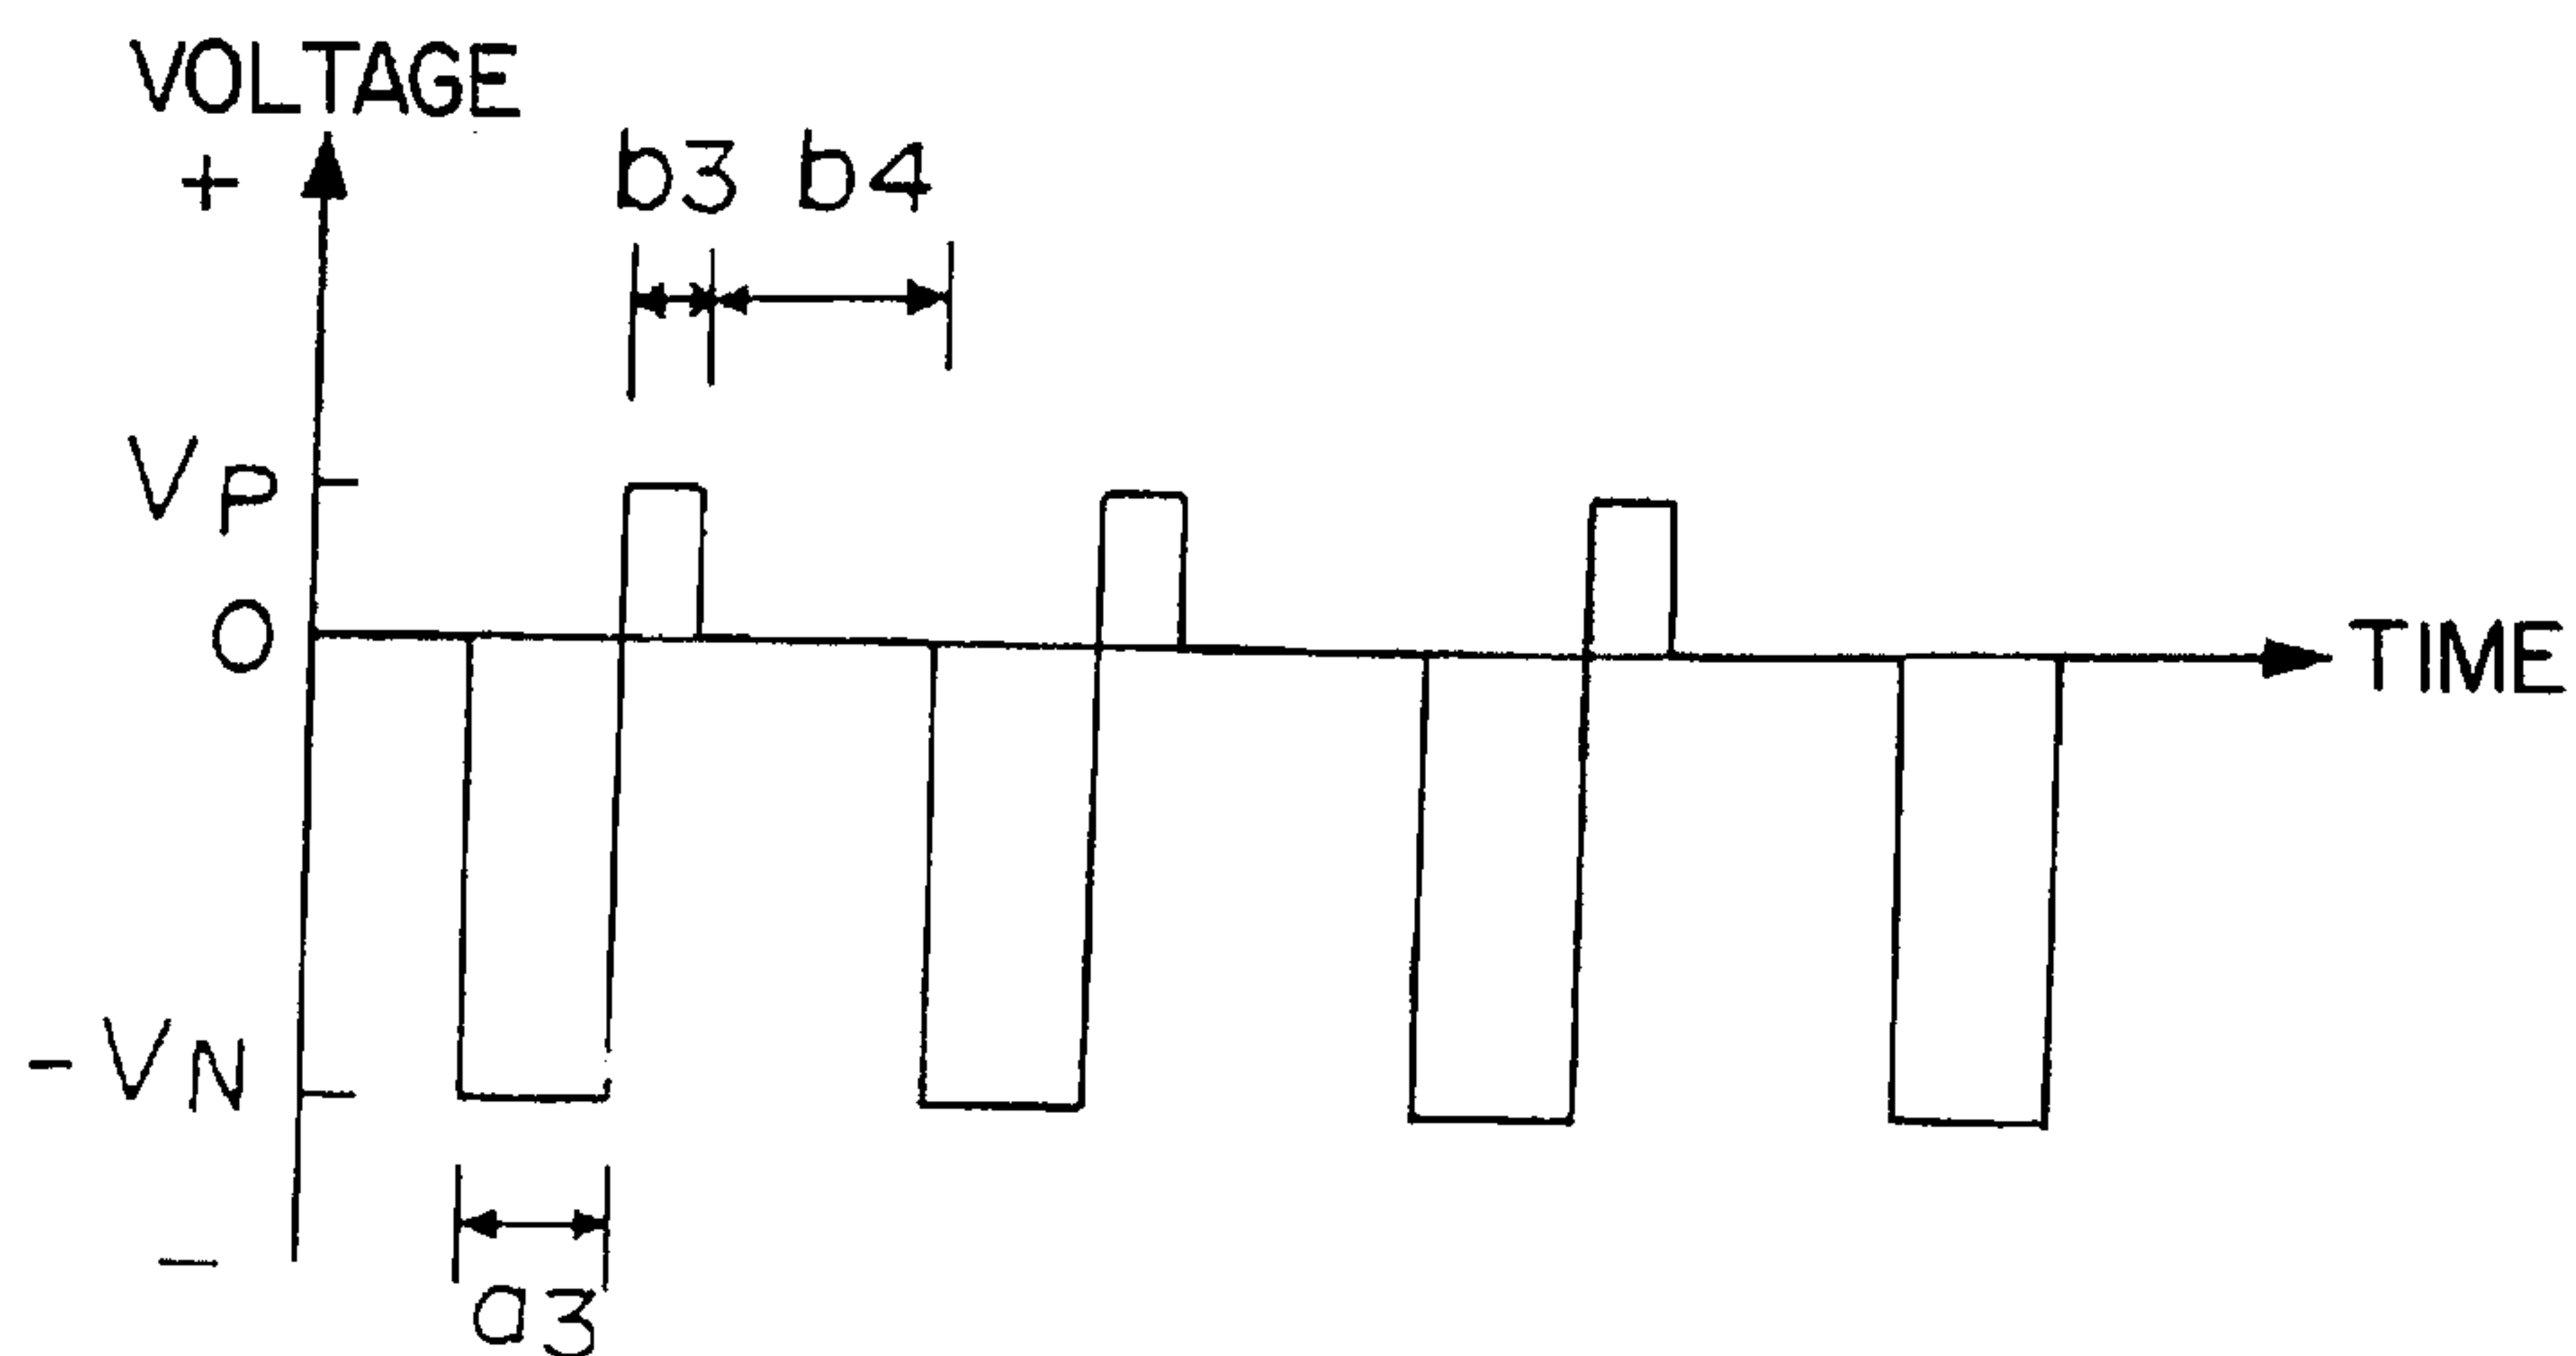 VOLTAGE
+
b3 b4
VP
O
TIME
-VN
-
a3